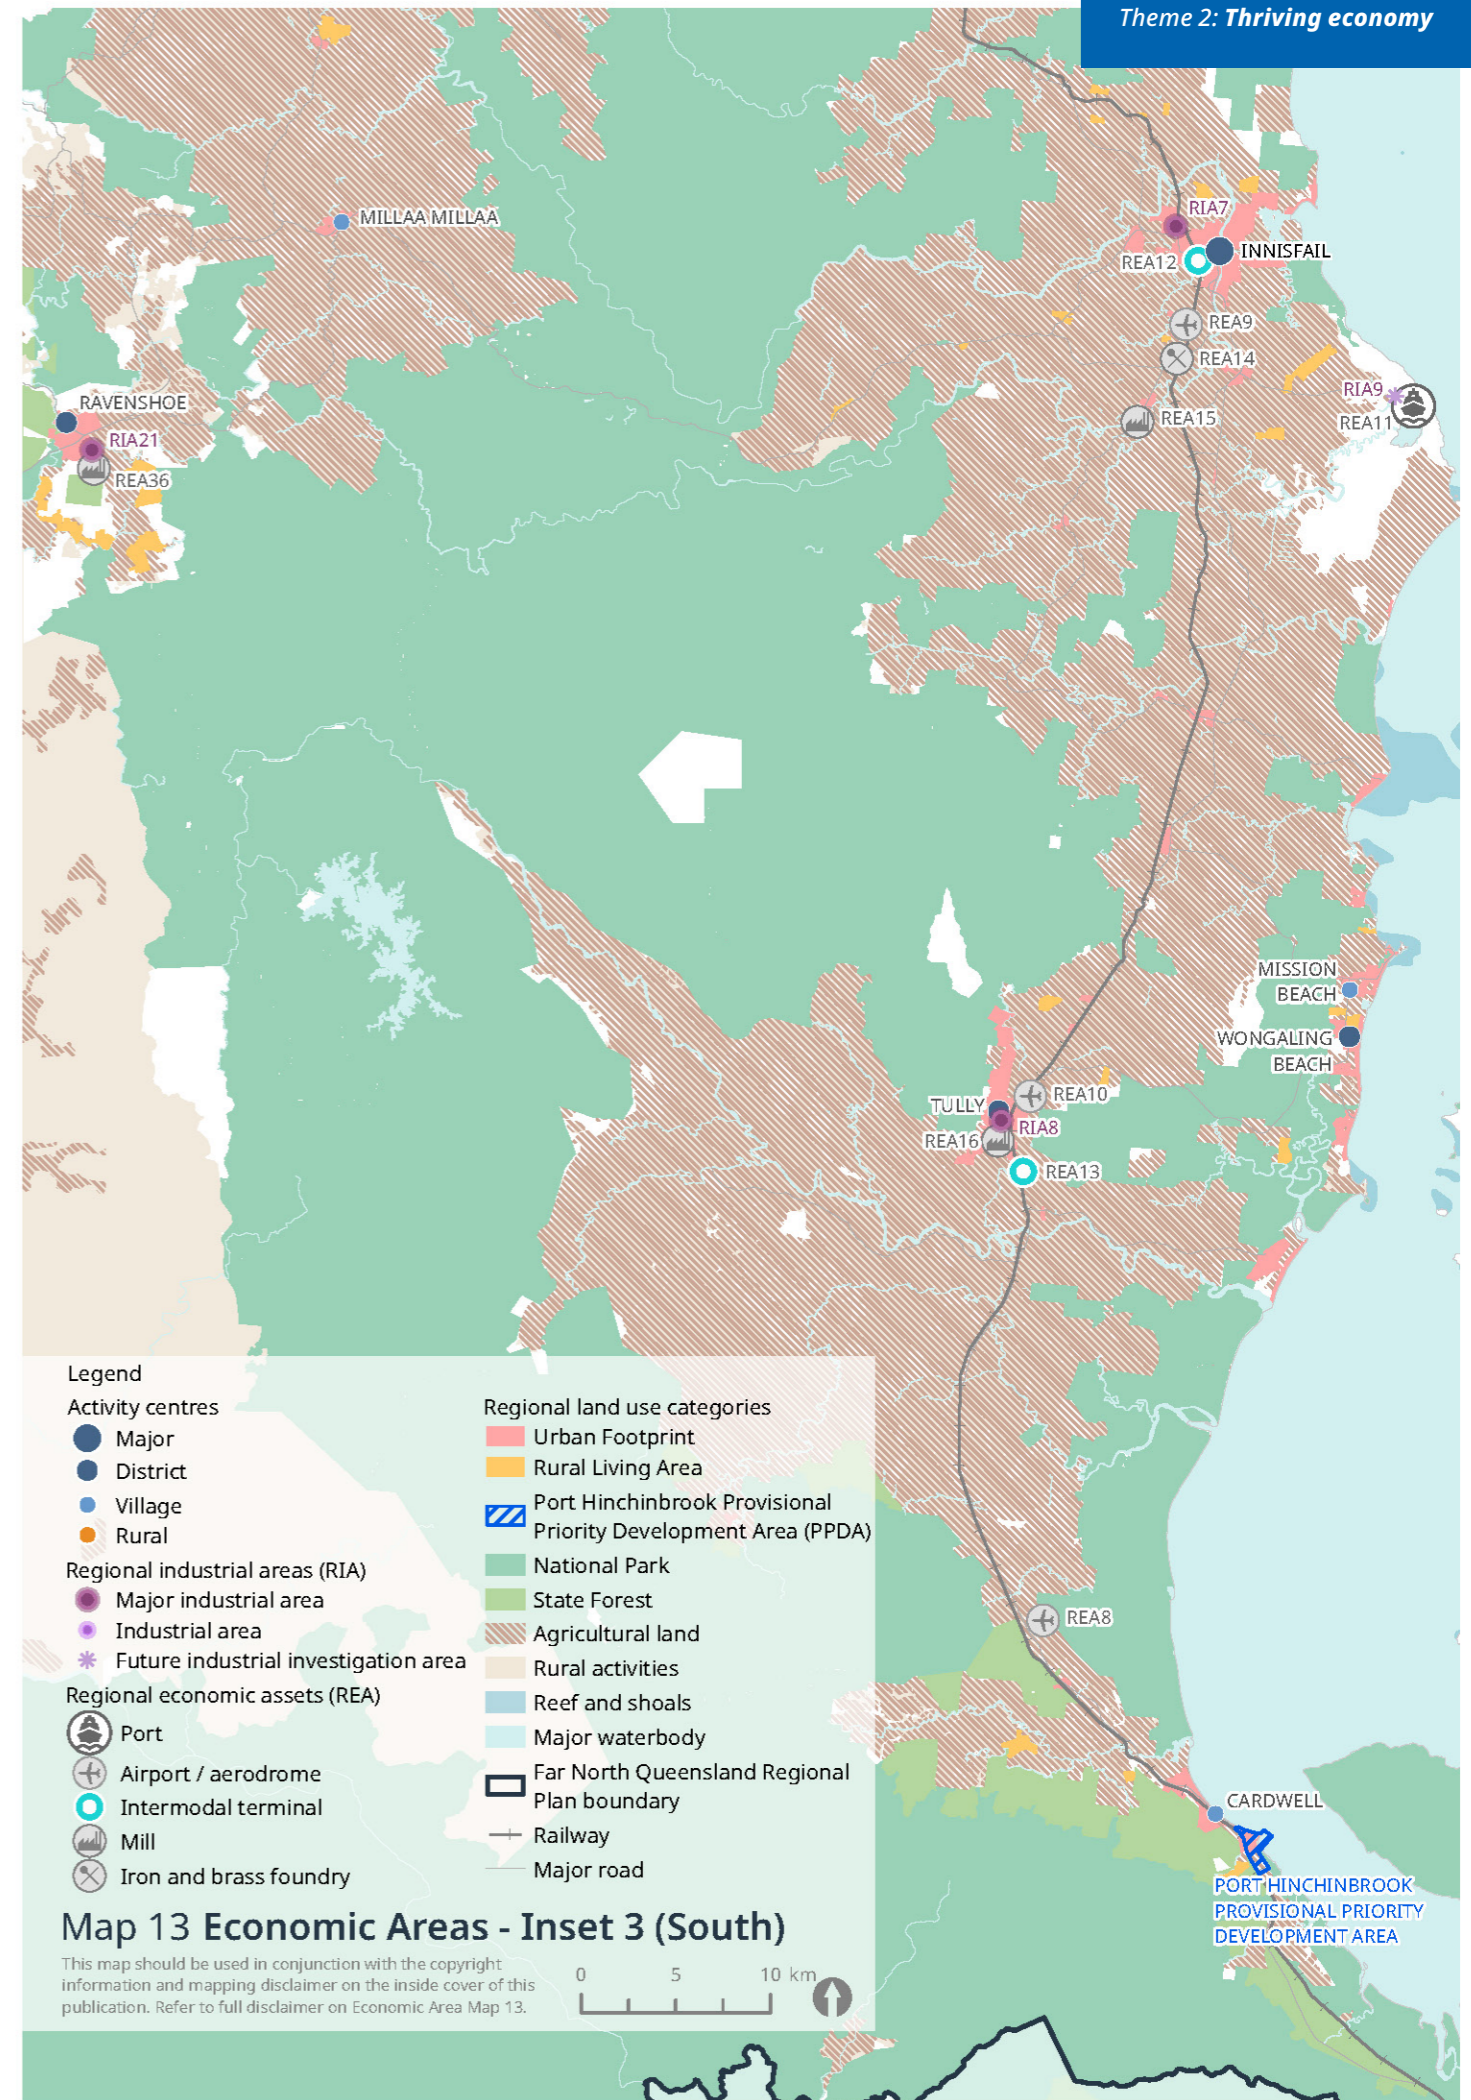 Theme 2: Thriving economy
MILLAA MILLAA
RIA7
INNISFAIL
REA12
REA9
REA14
RIA9
REA11
REA15
RAVENSHOE
RIA21
REA36
MISSION
BEACH
WONGALING
BEACH
REA10
TULLY
RIA8
REA16
REA13
REA8
CARDWELL
PORT HINCHINBROOK
PROVISIONAL PRIORITY
DEVELOPMENT AREA
Legend
Activity centres
Major
District
Village
Rural
Regional industrial areas (RIA)
Major industrial area
Industrial area
Future industrial investigation area
Regional economic assets (REA)
Port
Airport / aerodrome
Intermodal terminal
Mill
Iron and brass foundry
Regional land use categories
Urban Footprint
Rural Living Area
Port Hinchinbrook Provisional
Priority Development Area (PPDA)
National Park
State Forest
Agricultural land
Rural activities
Reef and shoals
Major waterbody
Far North Queensland Regional
Plan boundary
Railway
Major road
Map 13 Economic Areas - Inset 3 (South)
This map should be used in conjunction with the copyright
information and mapping disclaimer on the inside cover of this
publication. Refer to full disclaimer on Economic Area Map 13.
0 5 10 km